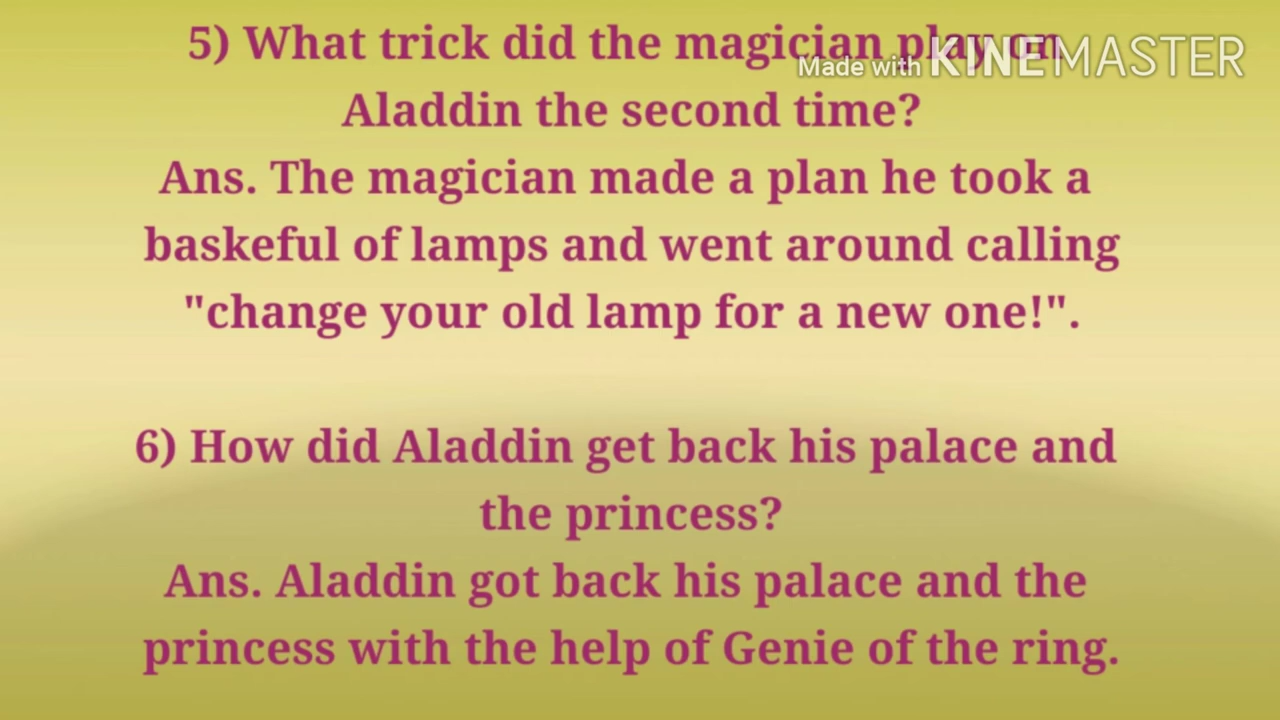 5) What trick did the magician play on
Made with KINEMASTER
Aladdin the second time?
Ans. The magician made a plan he took a
baskeful of lamps and went around calling
"change your old lamp for a new one!".
6) How did Aladdin get back his palace and
the princess?
Ans. Aladdin got back his palace and the
princess with the help of Genie of the ring.